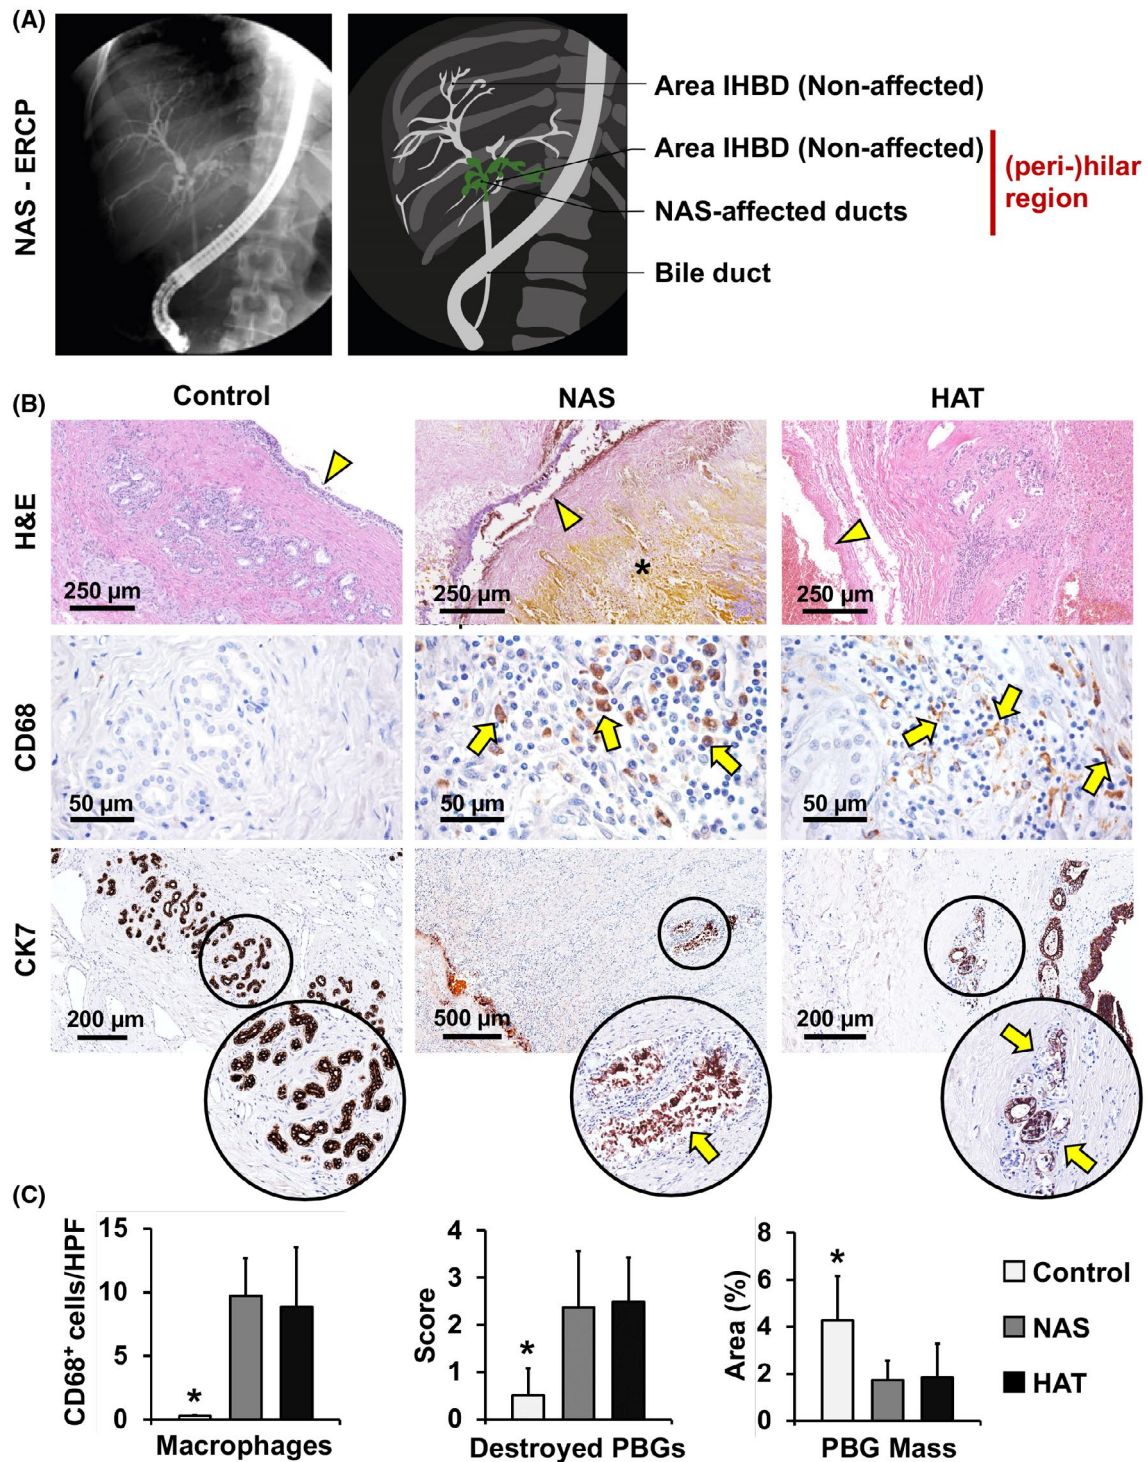 (A)
NAS - ERCP
Area IHBD (Non-affected)
Area IHBD (Non-affected)
NAS-affected ducts
(peri-)hilar
region
Bile duct
(B)
Control
NAS
HAT
H&E
250 µm
250 µm
*
250 µm
CD68
50 µm
50 µm
50 µm
CK7
200 µm
500 µm
200 µm
(C)
CD68⁺ cells/HPF
15
10
5
0
*
Macrophages
Score
4
3
2
1
0
*
Destroyed PBGs
Area (%)
8
6
4
2
0
*
PBG Mass
Control
NAS
HAT